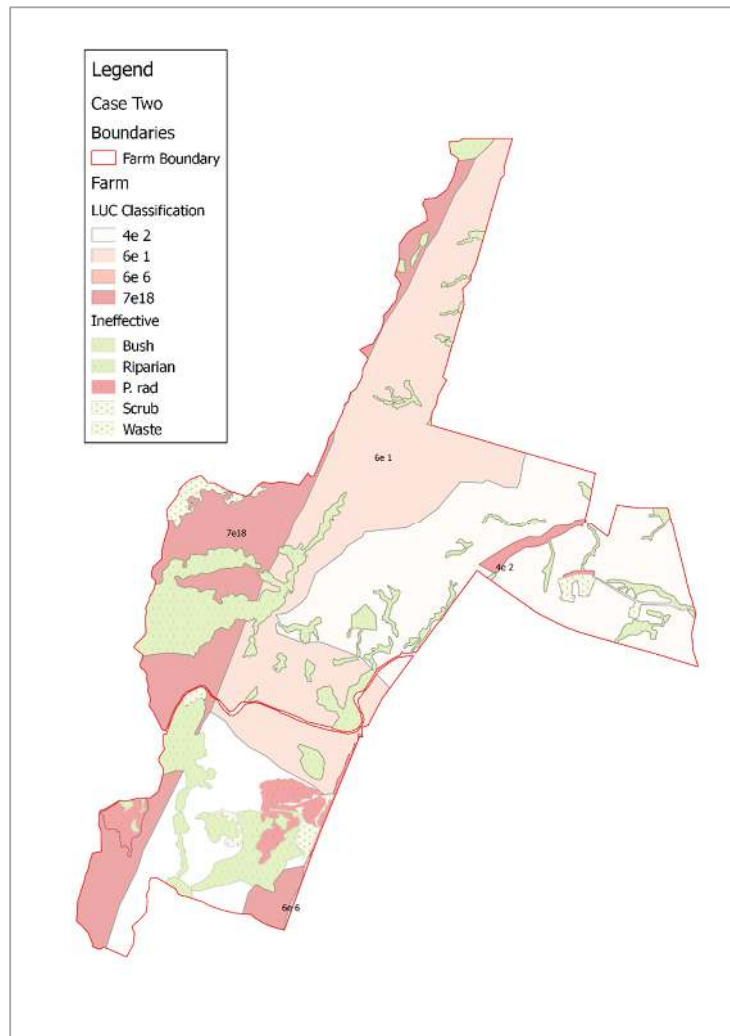 Legend
Case Two
Boundaries
Farm Boundary
Farm
LUC Classification
4e 2
6e 1
6e 6
7e18
Ineffective
Bush
Riparian
P. rad
Scrub
Waste
6e 1
7e18
4e 2
6e 6